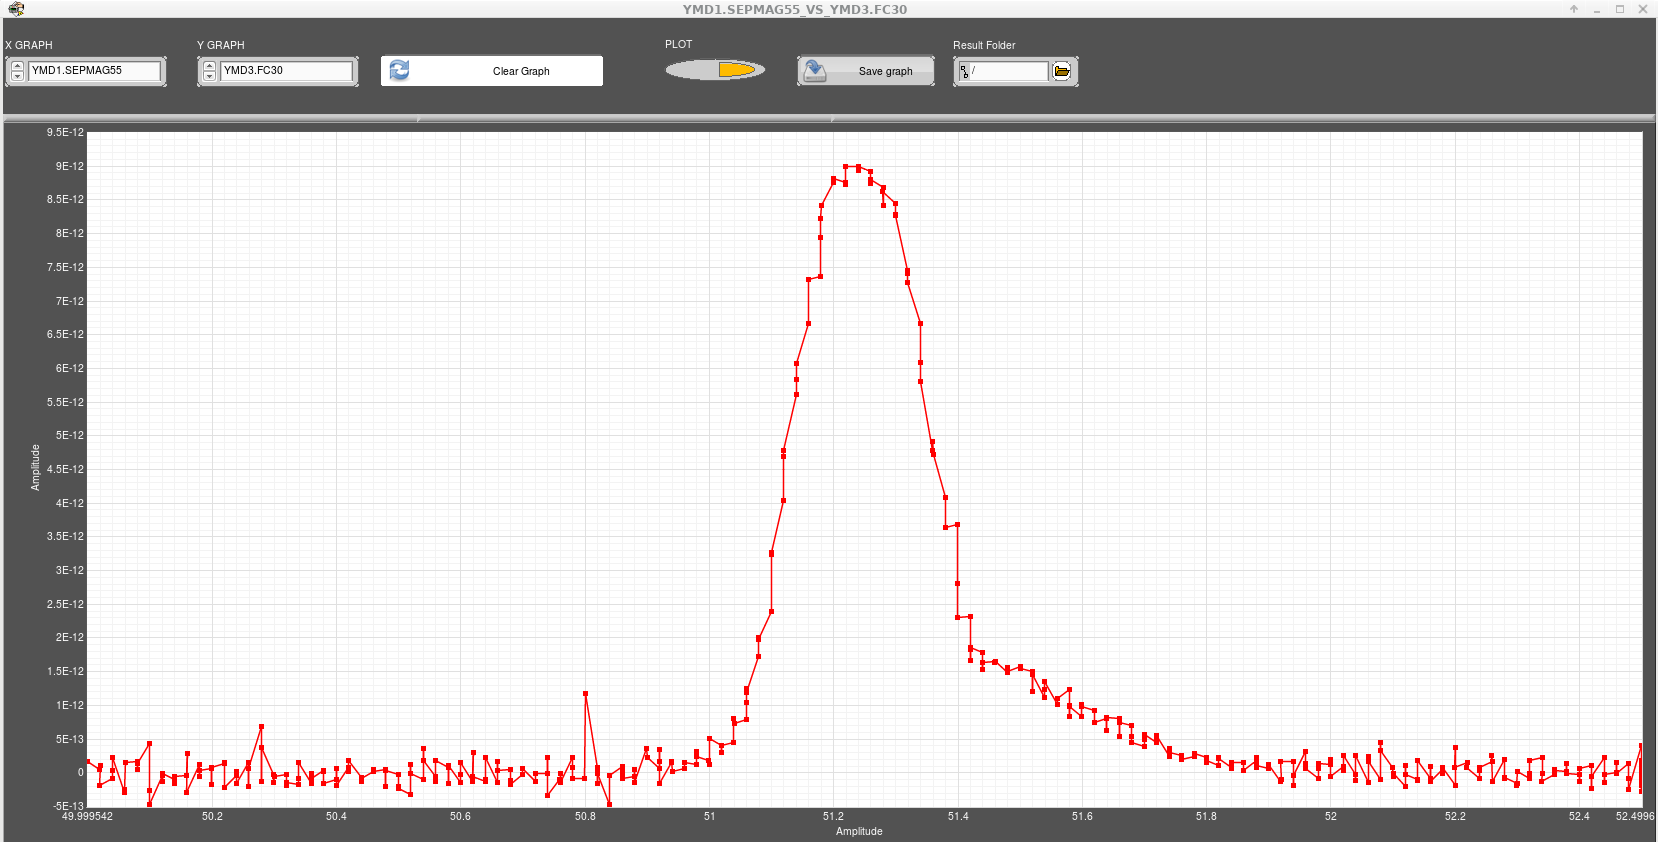 YMD1.SEPMAG55_VS_YMD3.FC30
X GRAPH
Y GRAPH
PLOT
Result Folder
YMD1.SEPMAG55
YMD3.FC30
Clear Graph
Save graph
/
9.5E-12
9E-12
8.5E-12
8E-12
7.5E-12
7E-12
6.5E-12
6E-12
5.5E-12
5E-12
4.5E-12
4E-12
3.5E-12
3E-12
2.5E-12
2E-12
1.5E-12
1E-12
5E-13
0
-5E-13
Amplitude
49.999542
50.2
50.4
50.6
50.8
51
51.2
51.4
51.6
51.8
52
52.2
52.4
52.4996
Amplitude